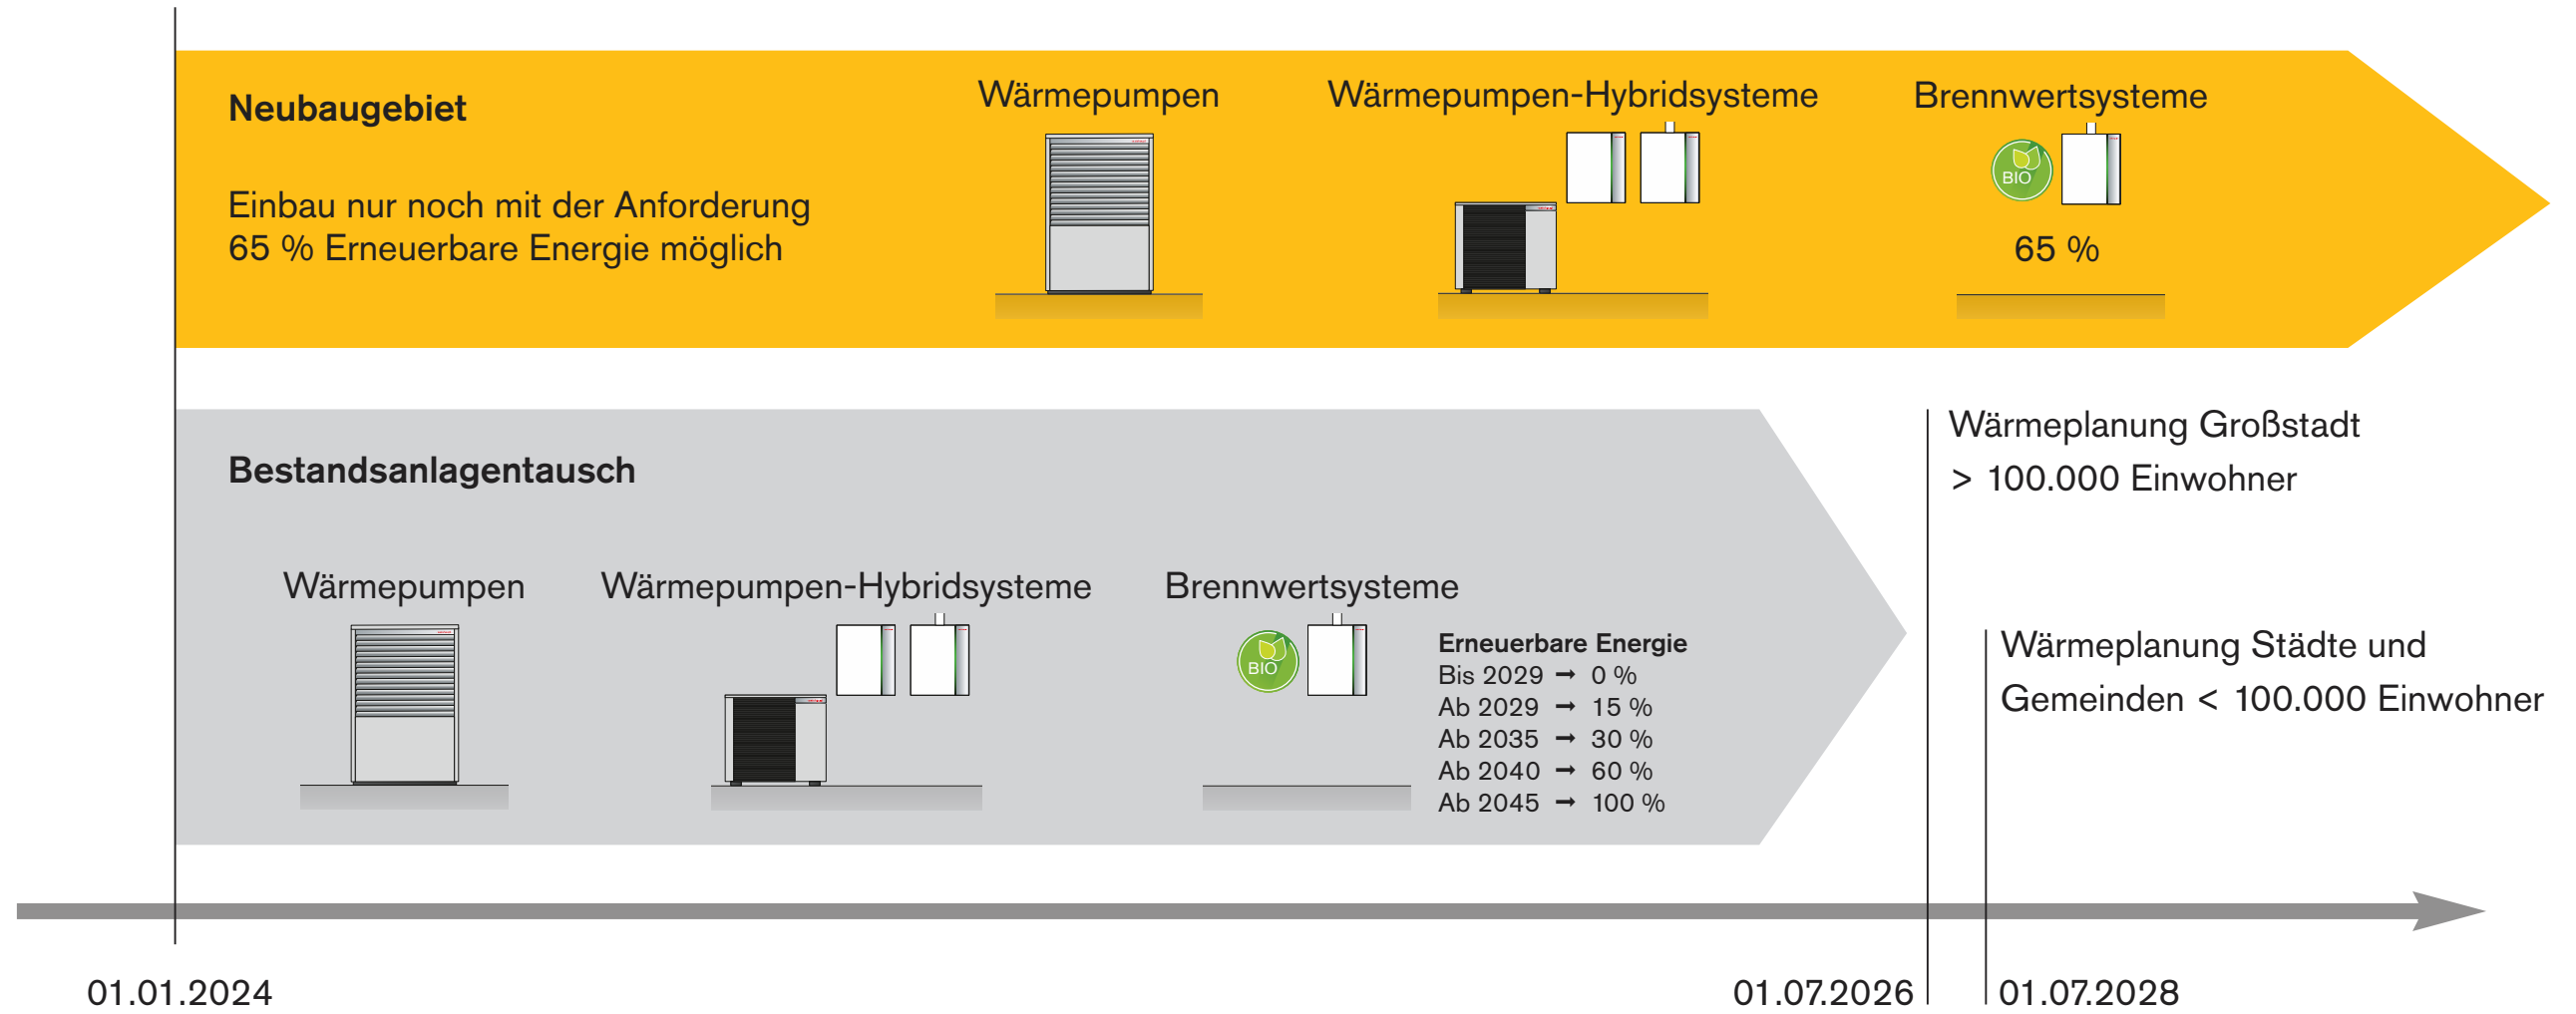 Neubaugebiet
Einbau nur noch mit der Anforderung
65 % Erneuerbare Energie möglich
Wärmepumpen
Wärmepumpen-Hybridsysteme
Brennwertsysteme
BIO
65 %
Bestandsanlagentausch
Wärmepumpen
Wärmepumpen-Hybridsysteme
Brennwertsysteme
BIO
Erneuerbare Energie
Bis 2029 → 0 %
Ab 2029 → 15 %
Ab 2035 → 30 %
Ab 2040 → 60 %
Ab 2045 → 100 %
Wärmeplanung Großstadt
> 100.000 Einwohner
Wärmeplanung Städte und
Gemeinden < 100.000 Einwohner
01.01.2024
01.07.2026
01.07.2028